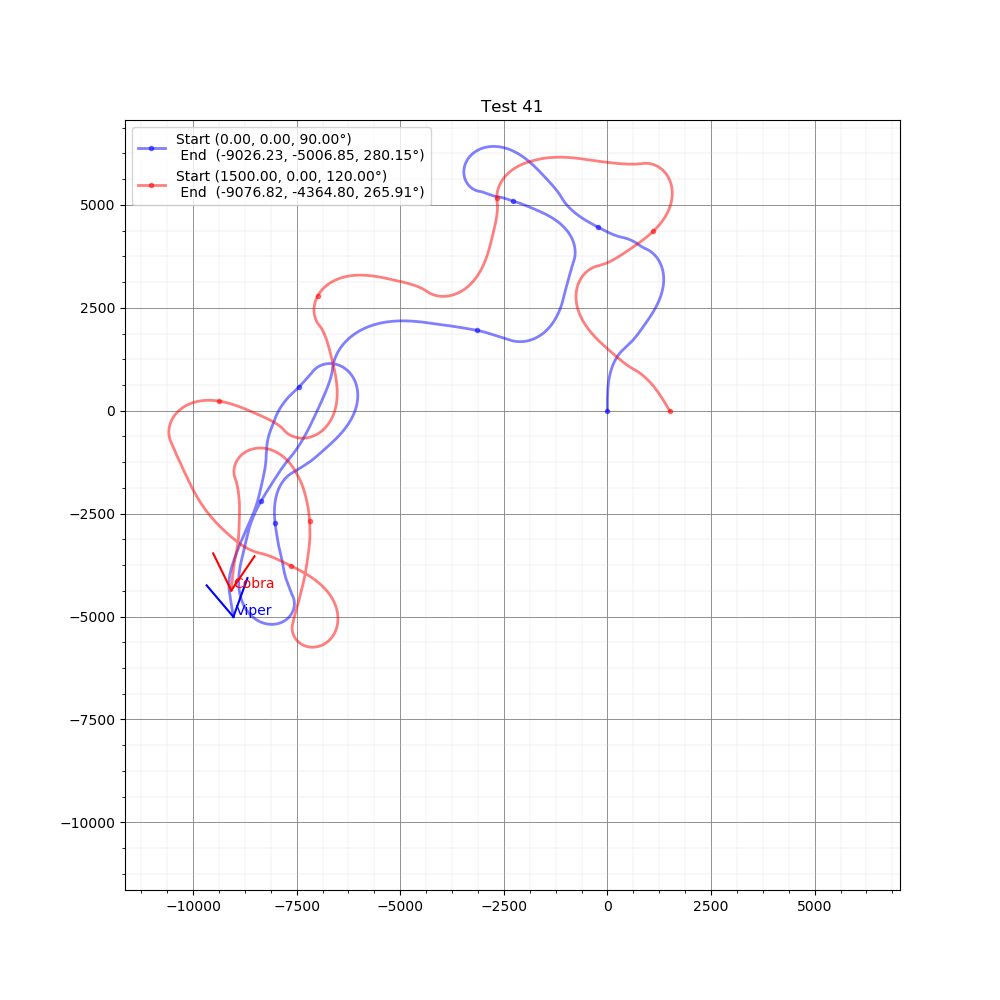 Test 41
Start (0.00, 0.00, 90.00°)
End (-9026.23, -5006.85, 280.15°)
Start (1500.00, 0.00, 120.00°)
End (-9076.82, -4364.80, 265.91°)
5000
2500
0
−2500
−5000
−7500
−10000
Cobra
Viper
−10000 −7500 −5000 −2500 0 2500 5000